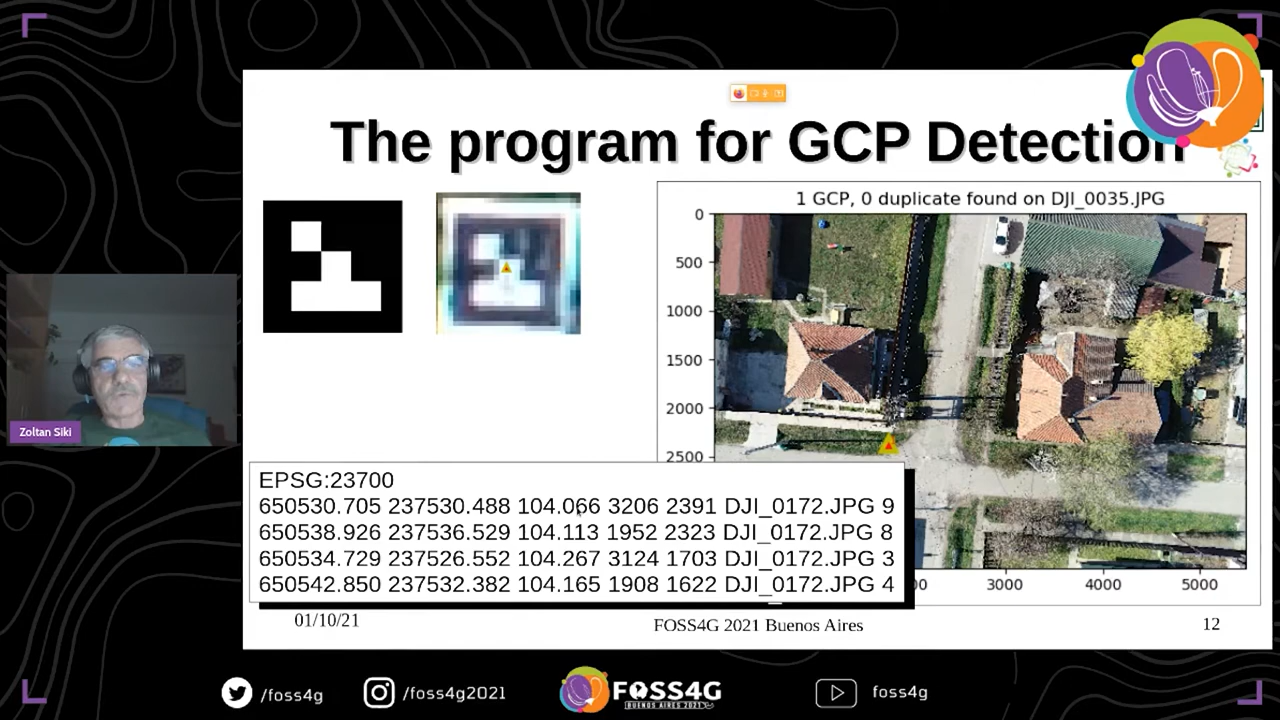 The program for GCP Detection
1 GCP, 0 duplicate found on DJI_0035.JPG
0
500
1000
1500
2000
2500
3000
4000
5000
Zoltan Siki
EPSG:23700
650530.705 237530.488 104.066 3206 2391 DJI_0172.JPG 9
650538.926 237536.529 104.113 1952 2323 DJI_0172.JPG 8
650534.729 237526.552 104.267 3124 1703 DJI_0172.JPG 3
650542.850 237532.382 104.165 1908 1622 DJI_0172.JPG 4
01/10/21
FOSS4G 2021 Buenos Aires
12
/foss4g
/foss4g2021
FOSS4G
BUENOS AIRES 2021
foss4g